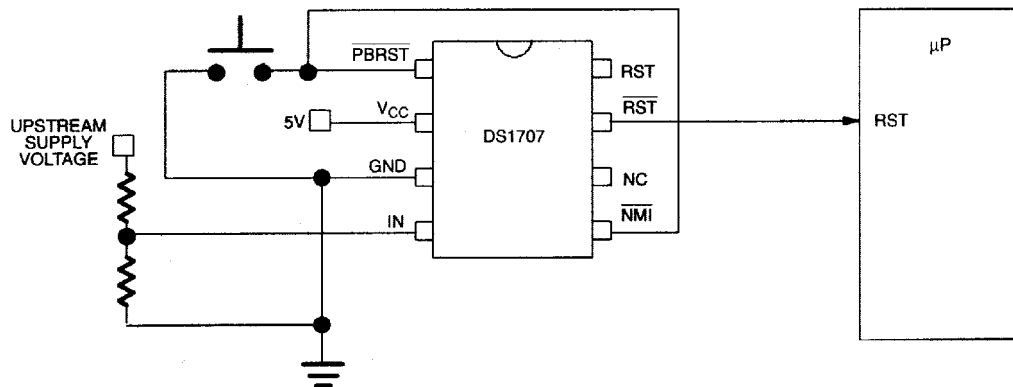 PBRST
VCC
5V
GND
IN
UPSTREAM
SUPPLY
VOLTAGE
DS1707
RST
RST
NC
NMI
µP
RST